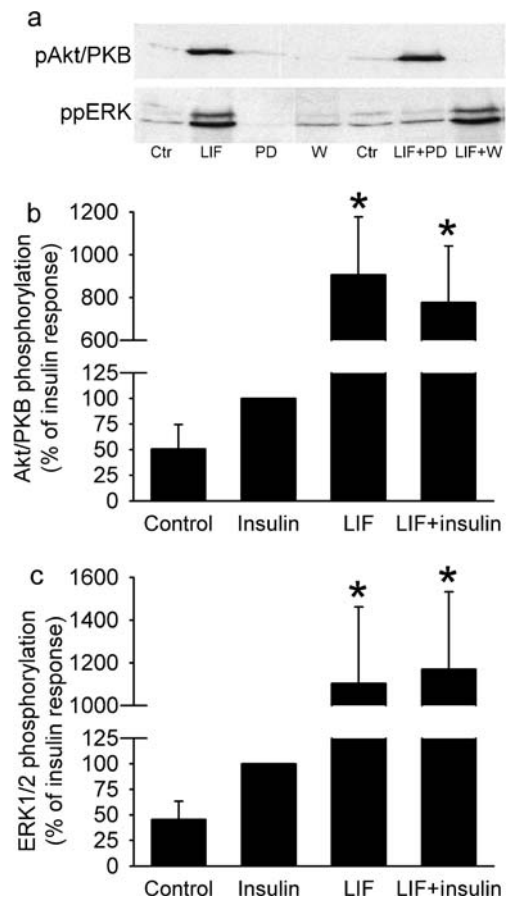 a
pAkt/PKB
ppERK
Ctr LIF PD W Ctr LIF+PD LIF+W
b
Akt/PKB phosphorylation
(% of insulin response)
1200
1000
800
600
125
100
75
50
25
0
* *
Control Insulin LIF LIF+insulin
c
ERK1/2 phosphorylation
(% of insulin response)
1600
1400
1200
1000
125
100
75
50
25
0
* *
Control Insulin LIF LIF+insulin